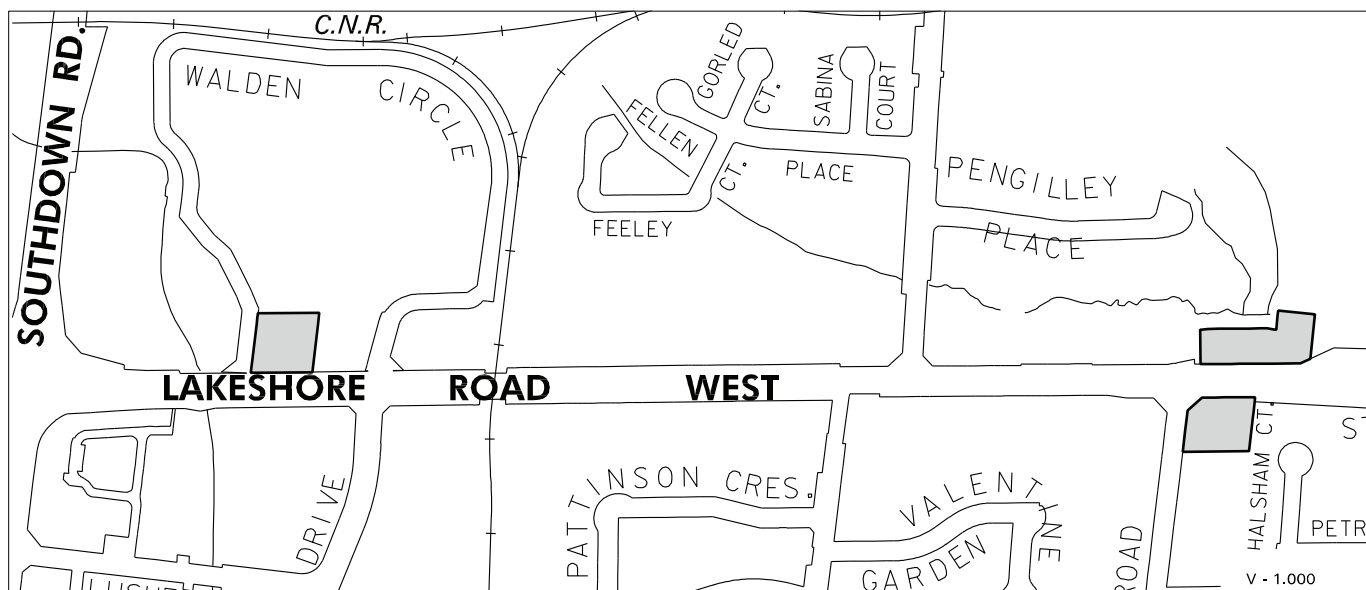 C.N.R.
SOUTHDOWN RD.
WALDEN CIRCLE
GORLED CT.
SABINA COURT
FELLEN
PLACE
CT.
FEELEY
PENGILLEY
PLACE
LAKESHORE ROAD WEST
DRIVE
PATTINSON CRES.
VALENTINE
GARDEN
ROAD
HALSHAM CT.
ST
PETR
V - 1.000